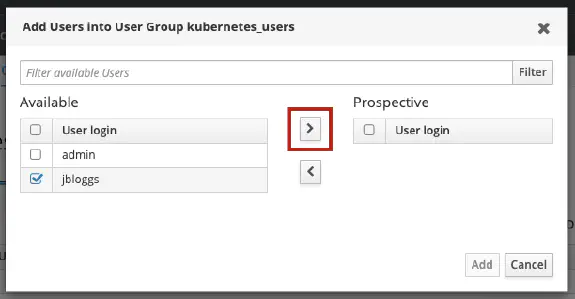 Add Users into User Group kubernetes_users
Filter available Users
Filter
Available
Prospective
User login
User login
admin
jbloggs
Add
Cancel